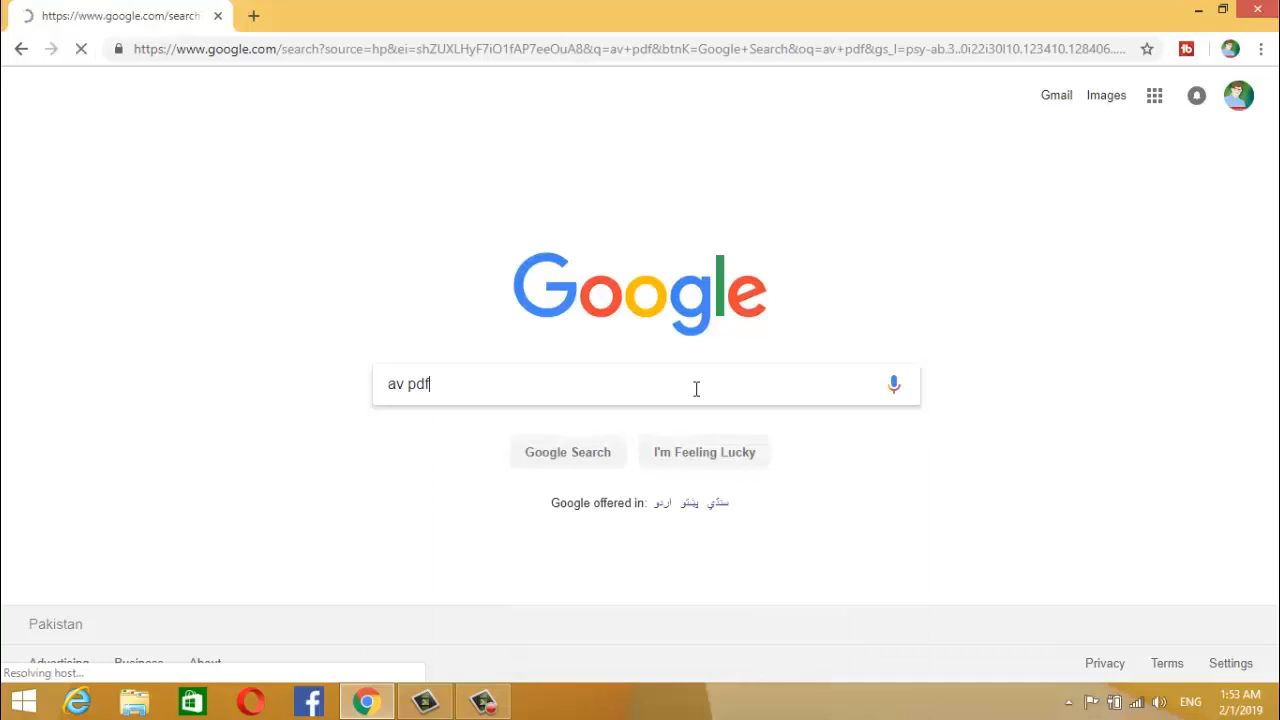 https://www.google.com/search
https://www.google.com/search?source=hp&ei=shZUXLHyF7iO1fAP7eeOuA8&q=av+pdf&btnK=Google+Search&oq=av+pdf&gs_l=psy-ab.3..0i22i30l10.123410.128406.....
Gmail Images
Google
av pdf
Google Search I'm Feeling Lucky
Google offered in: اردو پښتو سنڌي
Pakistan
Advertising Business About
Privacy Terms Settings
Resolving host...
ENG
1:53 AM
2/1/2019